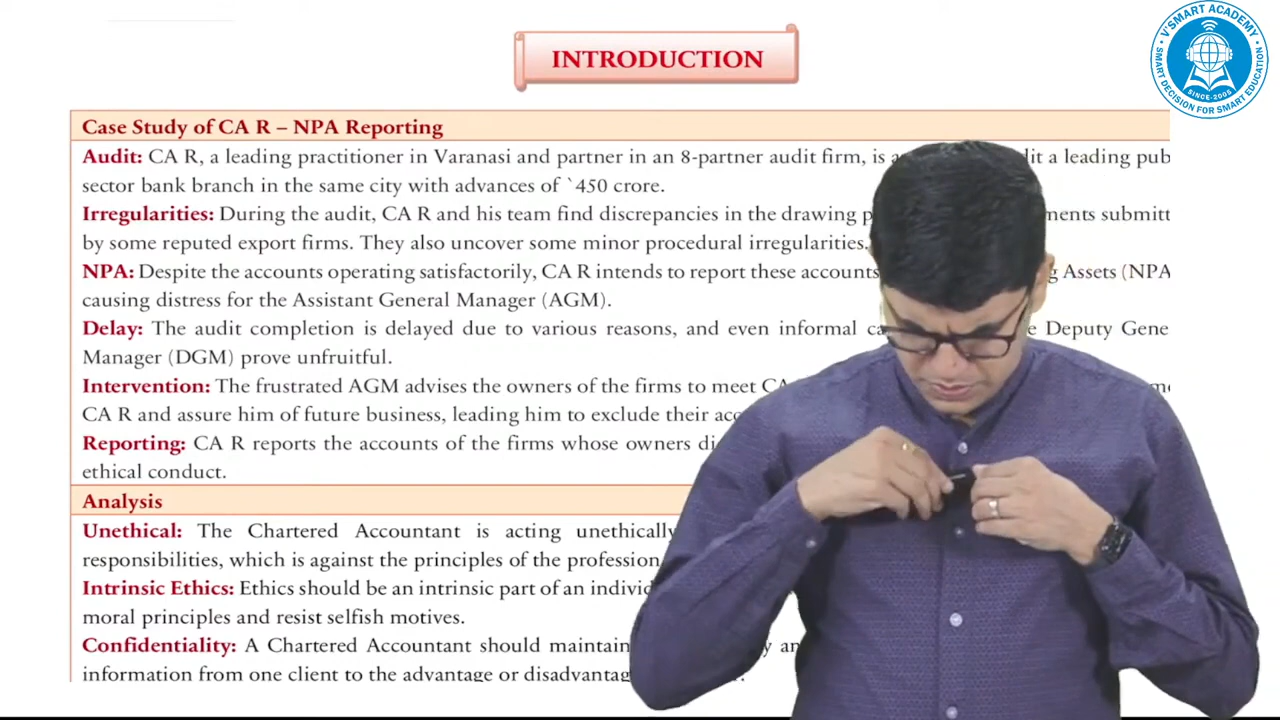 INTRODUCTION
V'SMART ACADEMY
SMART DECISION FOR SMART EDUCATION
SINCE-2005
Case Study of CA R – NPA Reporting
Audit: CA R, a leading practitioner in Varanasi and partner in an 8-partner audit firm, is a leading
sector bank branch in the same city with advances of `450 crore.
Irregularities: During the audit, CA R and his team find discrepancies in the drawing
by some reputed export firms. They also uncover some minor procedural irregularities.
NPA: Despite the accounts operating satisfactorily, CA R intends to report these accounts Assets (NPA
causing distress for the Assistant General Manager (AGM).
Delay: The audit completion is delayed due to various reasons, and even informal Deputy
Manager (DGM) prove unfruitful.
Intervention: The frustrated AGM advises the owners of the firms to meet
CA R and assure him of future business, leading him to exclude their
Reporting: CA R reports the accounts of the firms whose owners
ethical conduct.
Analysis
Unethical: The Chartered Accountant is acting unethically
responsibilities, which is against the principles of the profession.
Intrinsic Ethics: Ethics should be an intrinsic part of an
moral principles and resist selfish motives.
Confidentiality: A Chartered Accountant should maintain
information from one client to the advantage or